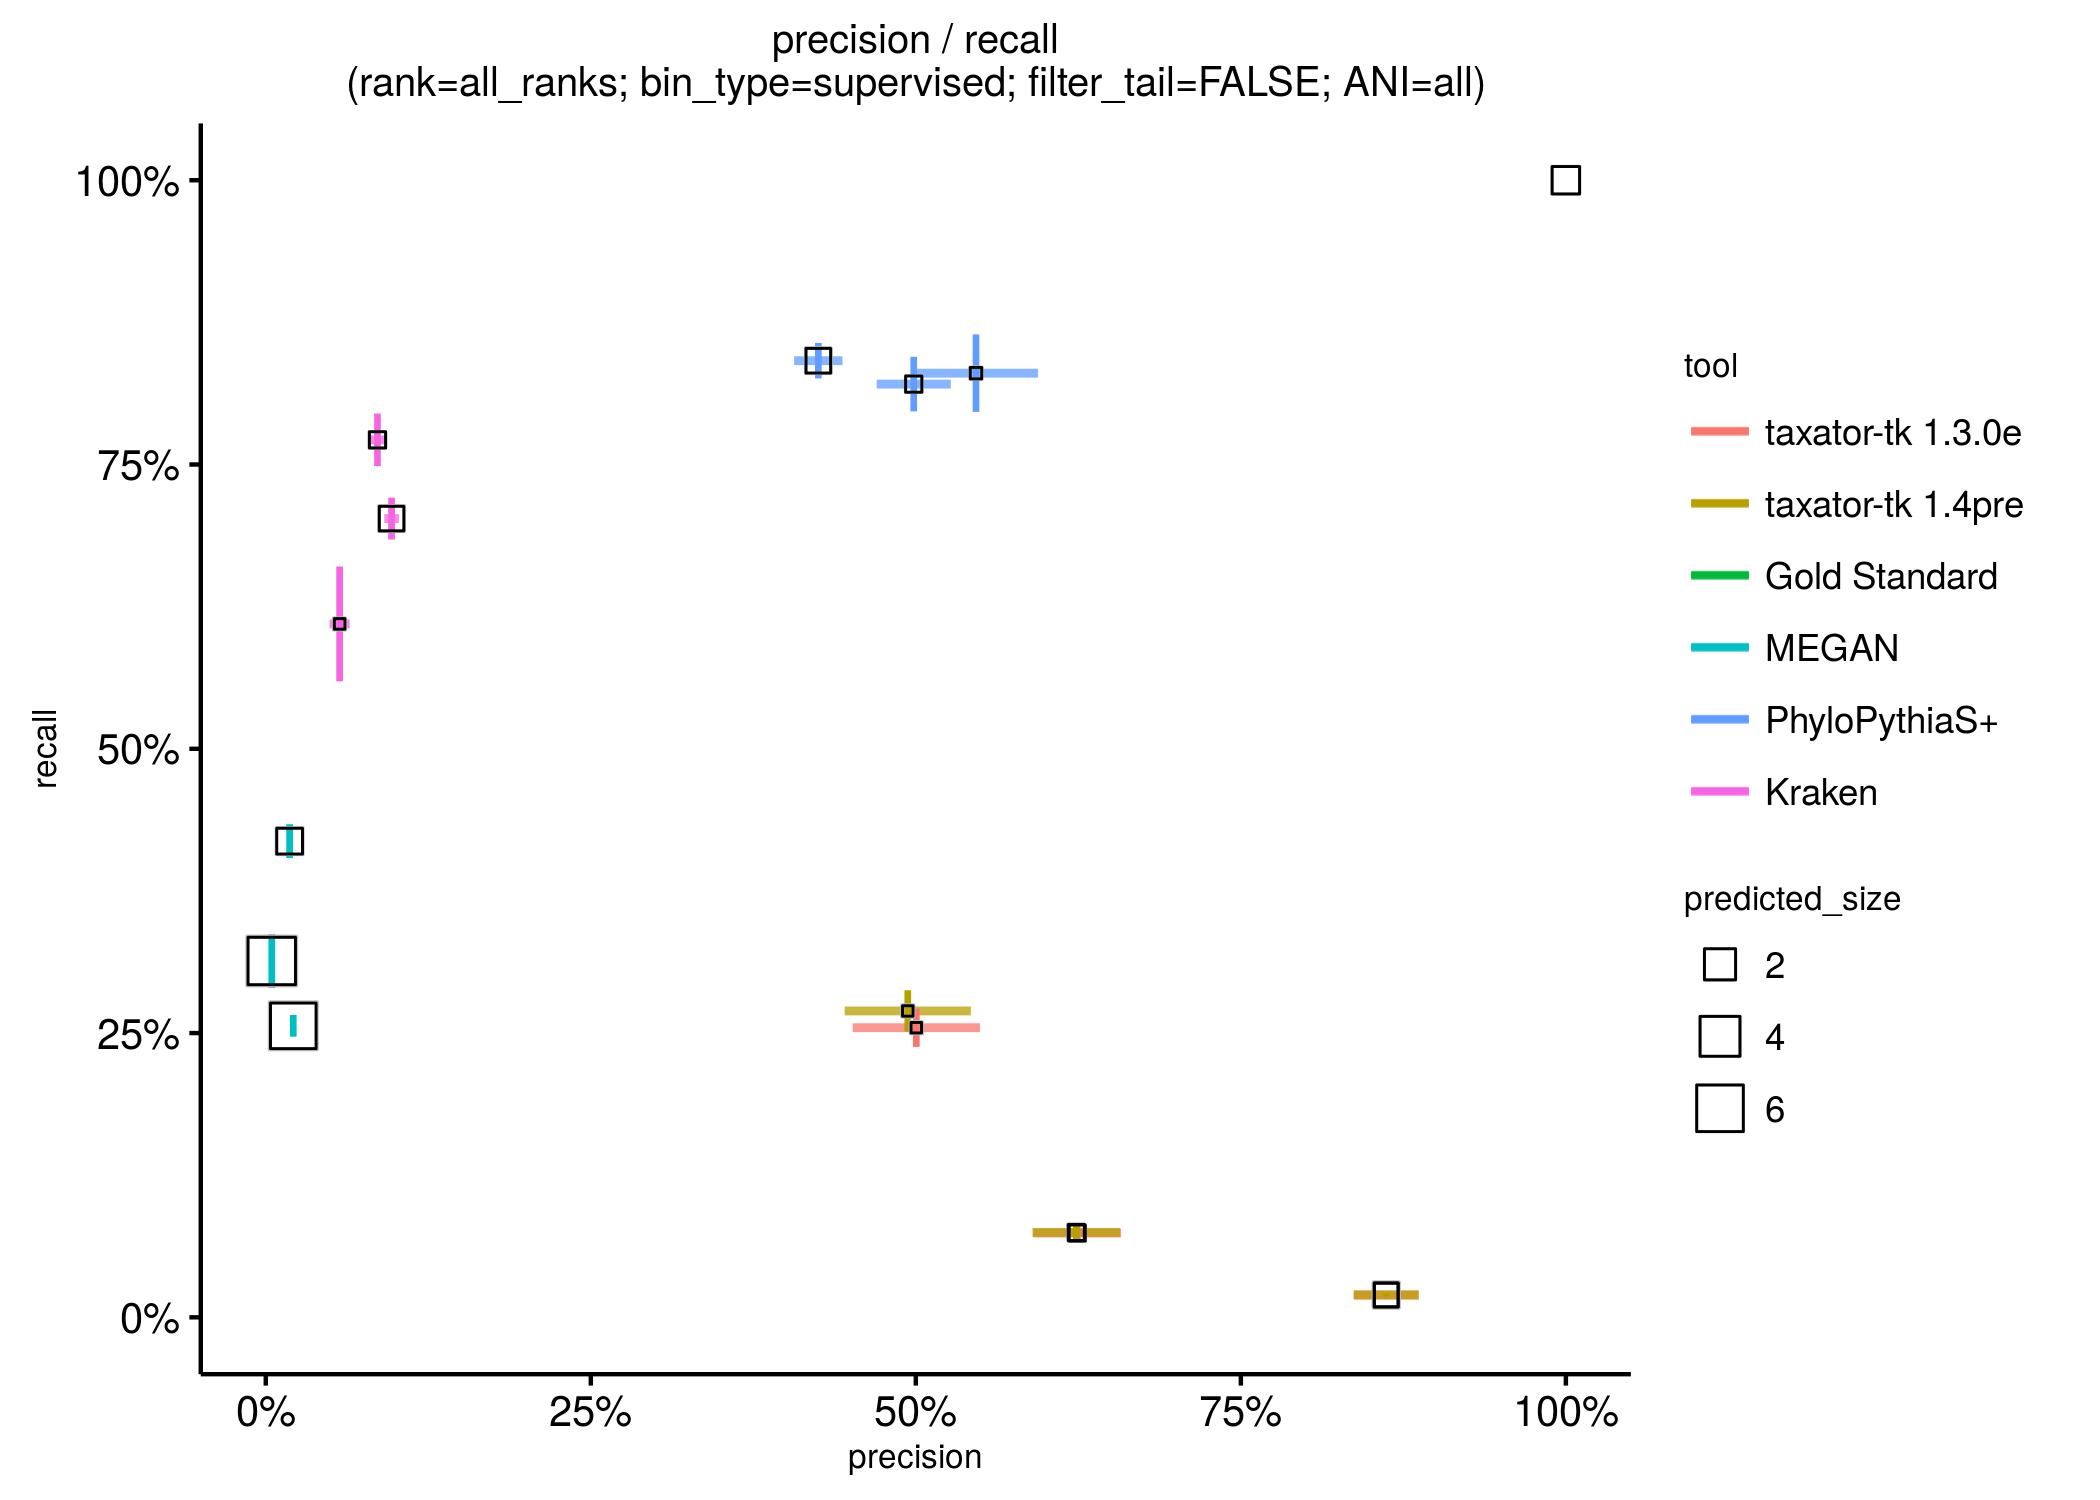 precision / recall
(rank=all_ranks; bin_type=supervised; filter_tail=FALSE; ANI=all)
100%
75%
50%
25%
0%
recall
0%
25%
50%
75%
100%
precision
tool
taxator-tk 1.3.0e
taxator-tk 1.4pre
Gold Standard
MEGAN
PhyloPythiaS+
Kraken
predicted_size
2
4
6